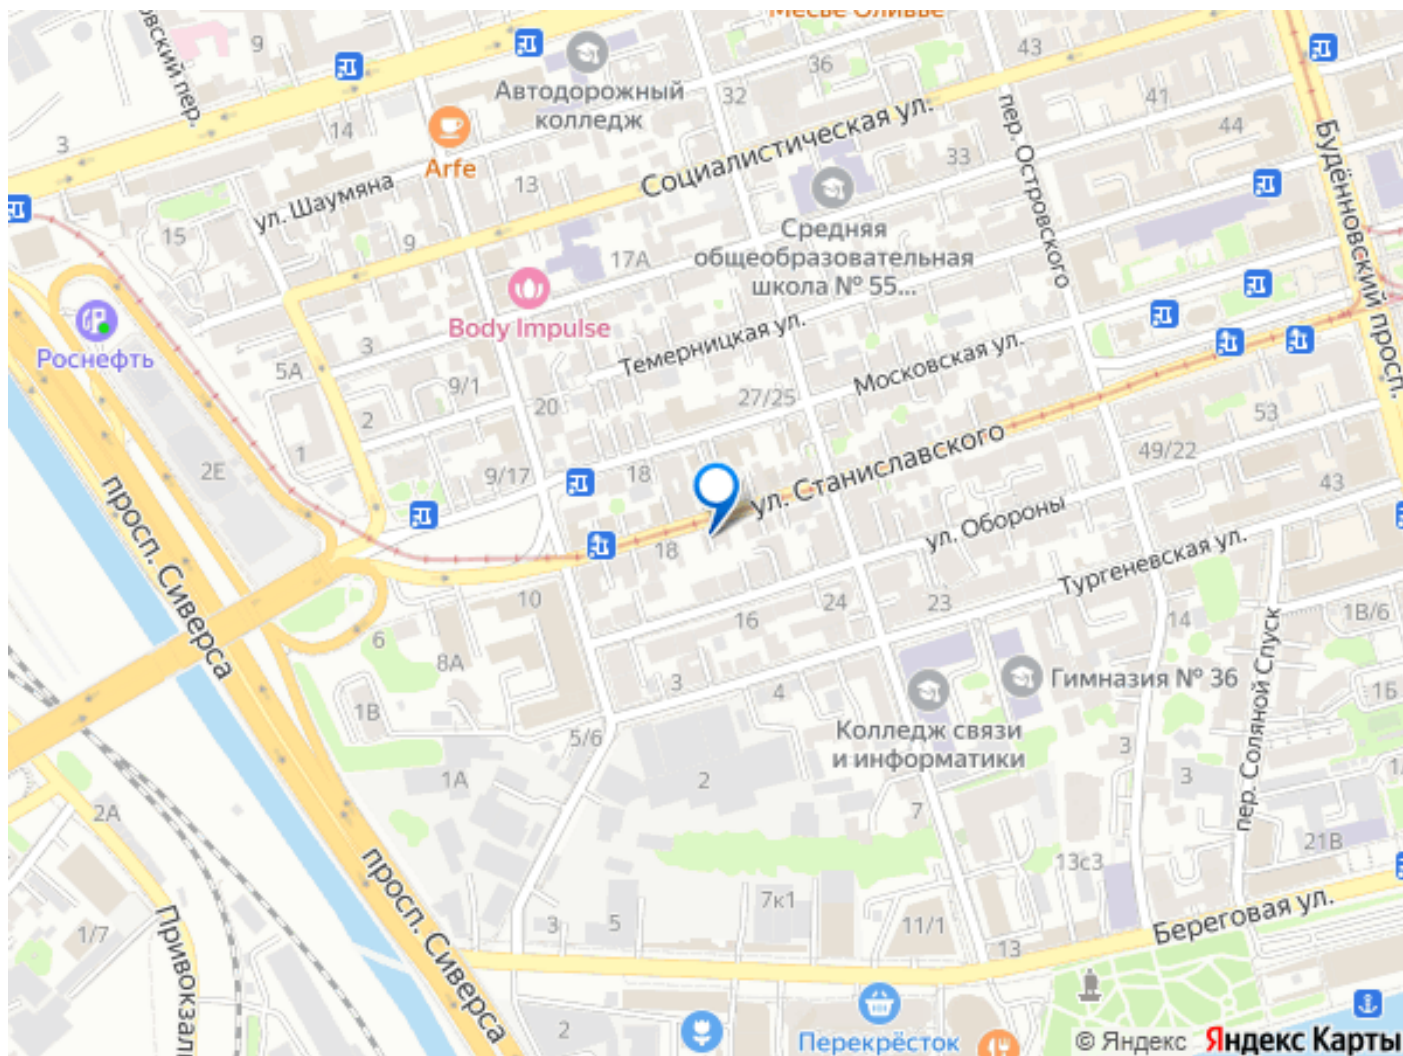 Месье Оливье
43
9
36
Автодорожный
колледж
32
41
14
44
3
Arfe
Социалистическая ул.
пер. Островского
Будённовский просп.
33
13
ул. Шаумяна
Средняя
общеобразовательная
школа № 55...
15
9
17А
Body Impulse
Роснефть
Темерницкая ул.
3
5А
9/1
Московская ул.
27/25
20
2
53
1
ул. Станиславского
49/22
2Е
9/17
18
43
просп. Сиверса
18
ул. Обороны
Тургеневская ул.
10
16
24
23
14
1В/6
6
8А
Гимназия № 36
пер. Соляной Спуск
3
4
1В
1Б
Колледж связи
и информатики
5/6
3
1А
2
3
2А
7
21В
просп. Сиверса
13с3
7к1
Береговая ул.
3
5
11/1
13
1/7
2
Перекрёсток
© Яндекс Яндекс Карты